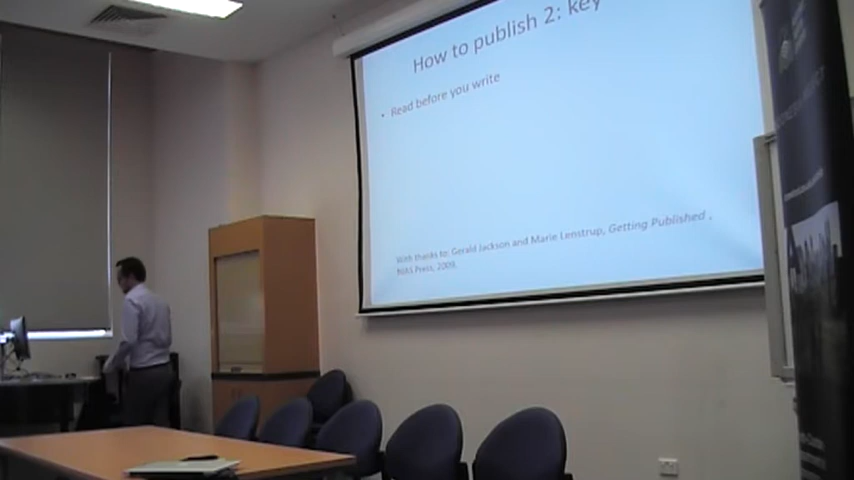 How to publish 2: key
• Read before you write
With thanks to: Gerald Jackson and Marie Lenstrup, Getting Published .
NIAS Press, 2009.